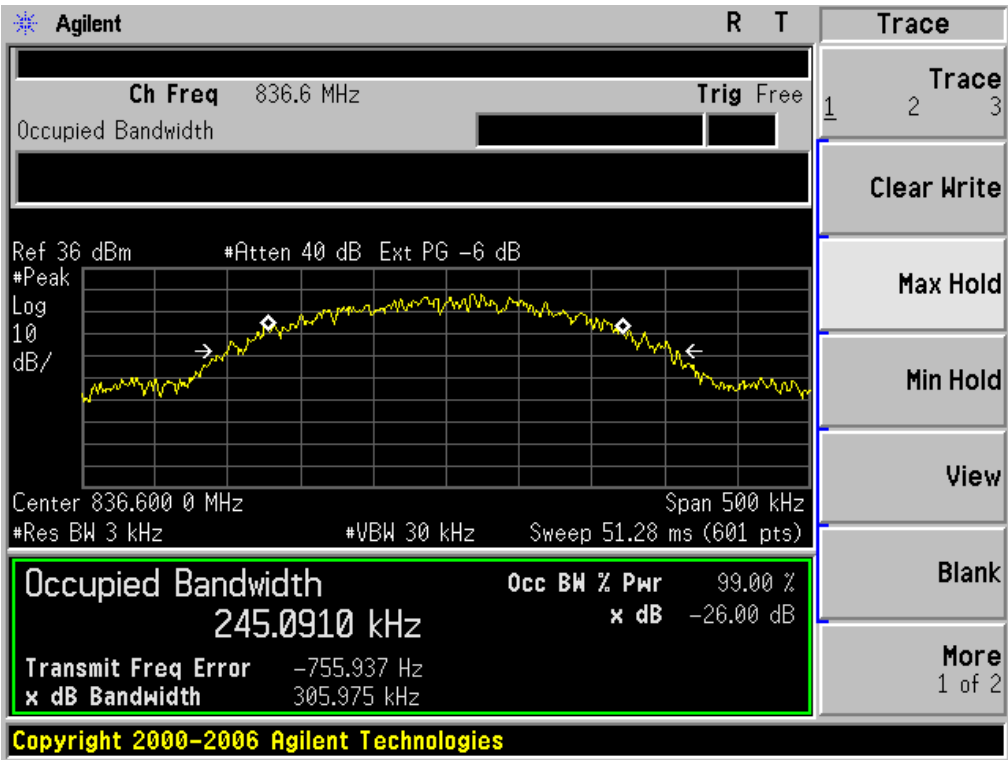 Agilent R T
Trace
Ch Freq 836.6 MHz Trig Free
Occupied Bandwidth
Trace
1 2 3
Clear Write
Ref 36 dBm #Atten 40 dB Ext PG -6 dB
#Peak
Log
10
dB/
Max Hold
Min Hold
View
Center 836.600 0 MHz Span 500 kHz
#Res BW 3 kHz #VBW 30 kHz Sweep 51.28 ms (601 pts)
Blank
Occupied Bandwidth Occ BW % Pwr 99.00 %
245.0910 kHz x dB -26.00 dB
Transmit Freq Error -755.937 Hz
x dB Bandwidth 305.975 kHz
More
1 of 2
Copyright 2000-2006 Agilent Technologies